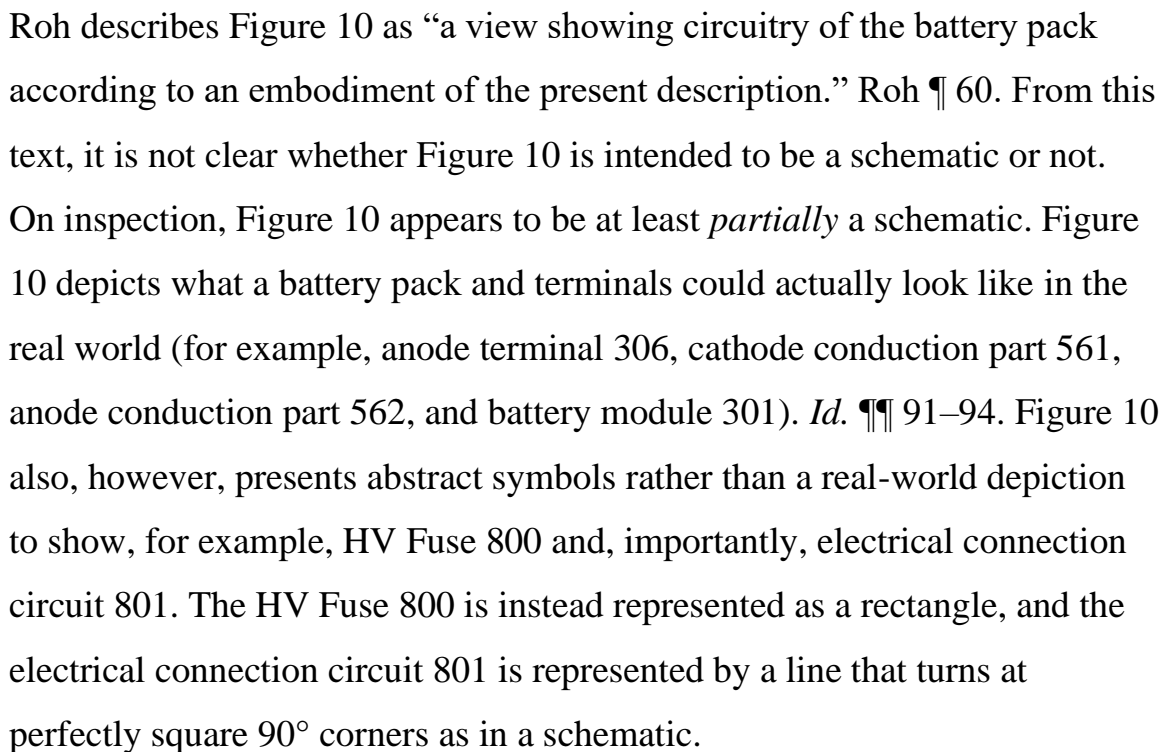 Roh describes Figure 10 as “a view showing circuitry of the battery pack
according to an embodiment of the present description.” Roh ¶ 60. From this
text, it is not clear whether Figure 10 is intended to be a schematic or not.
On inspection, Figure 10 appears to be at least partially a schematic. Figure
10 depicts what a battery pack and terminals could actually look like in the
real world (for example, anode terminal 306, cathode conduction part 561,
anode conduction part 562, and battery module 301). Id. ¶¶ 91–94. Figure 10
also, however, presents abstract symbols rather than a real-world depiction
to show, for example, HV Fuse 800 and, importantly, electrical connection
circuit 801. The HV Fuse 800 is instead represented as a rectangle, and the
electrical connection circuit 801 is represented by a line that turns at
perfectly square 90° corners as in a schematic.